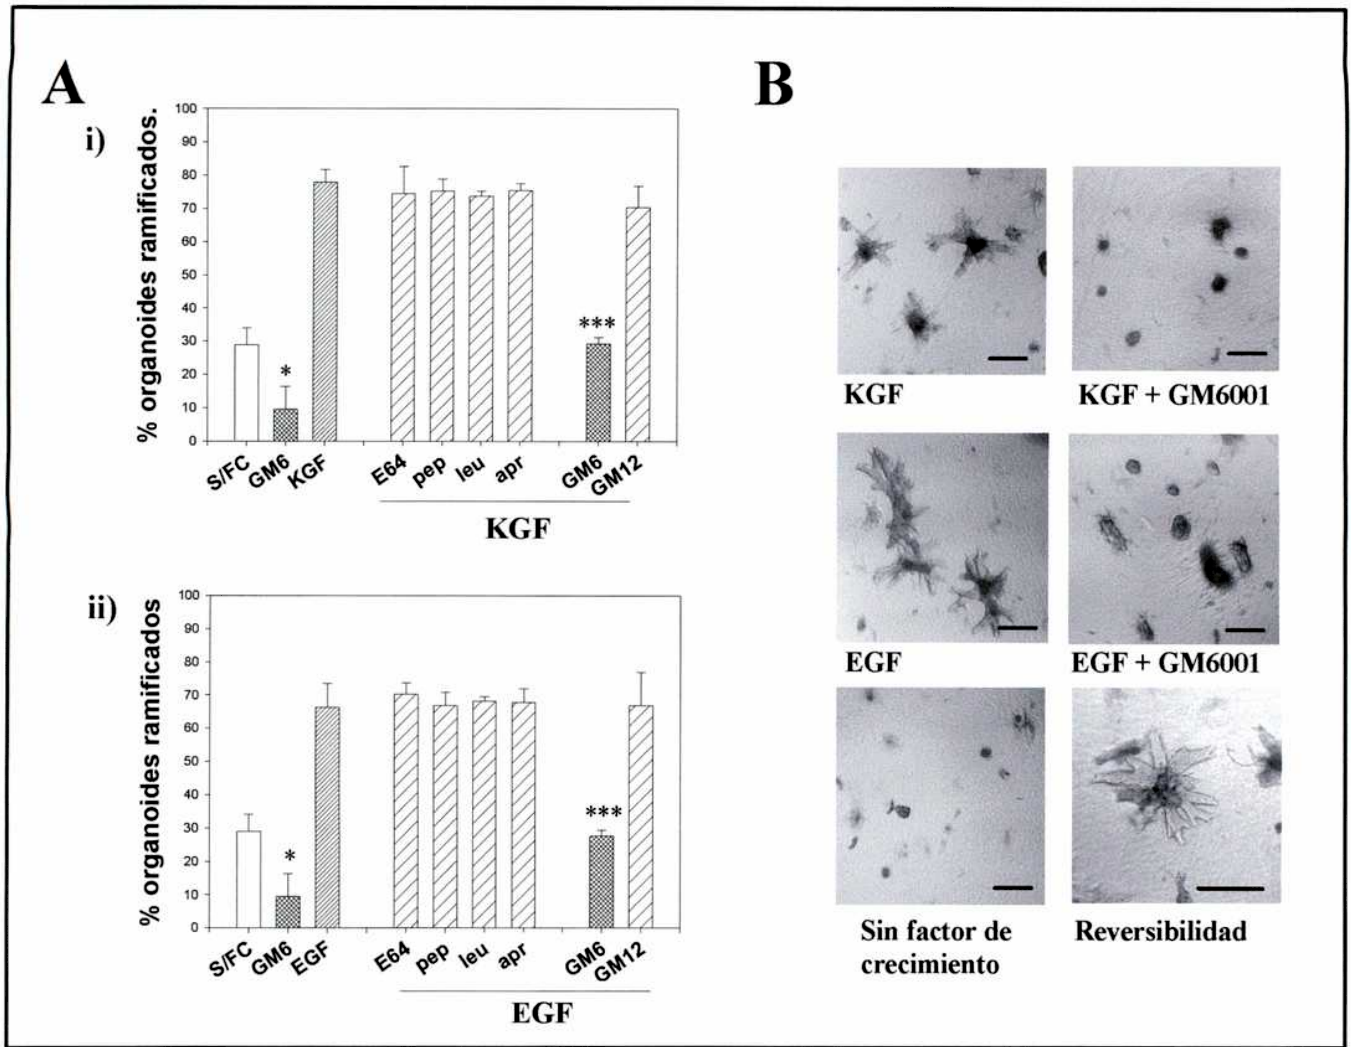 A
i)
% organoides ramificados.
100
90
80
70
60
50
40
30
20
10
0
*
***
S/FC GM6 KGF E64 pep leu apr GM6 GM12
KGF
ii)
% organoides ramificados
100
90
80
70
60
50
40
30
20
10
0
*
***
S/FC GM6 EGF E64 pep leu apr GM6 GM12
EGF
B
KGF KGF + GM6001
EGF EGF + GM6001
Sin factor de
crecimiento
Reversibilidad